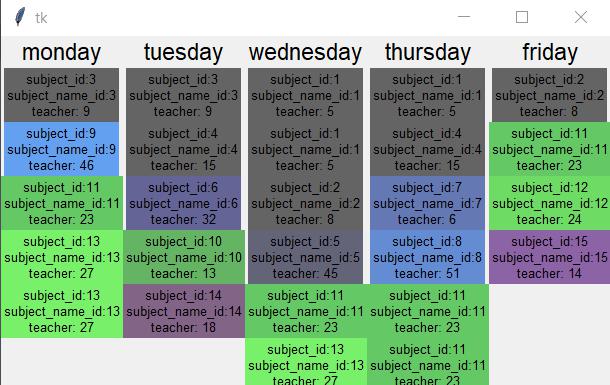 tk
monday tuesday wednesday thursday friday
subject_id:3 subject_id:3 subject_id:1 subject_id:1 subject_id:2
subject_name_id:3 subject_name_id:3 subject_name_id:1 subject_name_id:1 subject_name_id:2
teacher: 9 teacher: 9 teacher: 5 teacher: 5 teacher: 8
subject_id:9 subject_id:4 subject_id:1 subject_id:4 subject_id:11
subject_name_id:9 subject_name_id:4 subject_name_id:1 subject_name_id:4 subject_name_id:11
teacher: 46 teacher: 15 teacher: 5 teacher: 15 teacher: 23
subject_id:11 subject_id:6 subject_id:2 subject_id:7 subject_id:12
subject_name_id:11 subject_name_id:6 subject_name_id:2 subject_name_id:7 subject_name_id:12
teacher: 23 teacher: 32 teacher: 8 teacher: 6 teacher: 24
subject_id:13 subject_id:10 subject_id:5 subject_id:8 subject_id:15
subject_name_id:13 subject_name_id:10 subject_name_id:5 subject_name_id:8 subject_name_id:15
teacher: 27 teacher: 13 teacher: 45 teacher: 51 teacher: 14
subject_id:13 subject_id:14 subject_id:11 subject_id:11
subject_name_id:13 subject_name_id:14 subject_name_id:11 subject_name_id:11
teacher: 27 teacher: 18 teacher: 23 teacher: 23
subject_id:13 subject_id:11
subject_name_id:13 subject_name_id:11
teacher: 27 teacher: 23